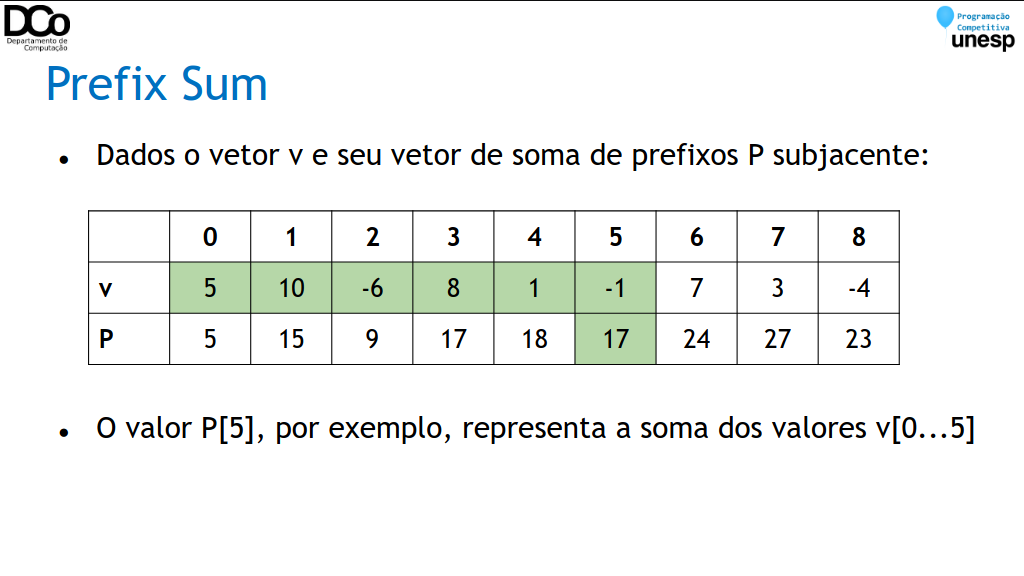 DCo
Departamento de
Computação
Programação
Competitiva
unesp
Prefix Sum
• Dados o vetor v e seu vetor de soma de prefixos P subjacente:
0 1 2 3 4 5 6 7 8
v 5 10 -6 8 1 -1 7 3 -4
P 5 15 9 17 18 17 24 27 23
• O valor P[5], por exemplo, representa a soma dos valores v[0...5]